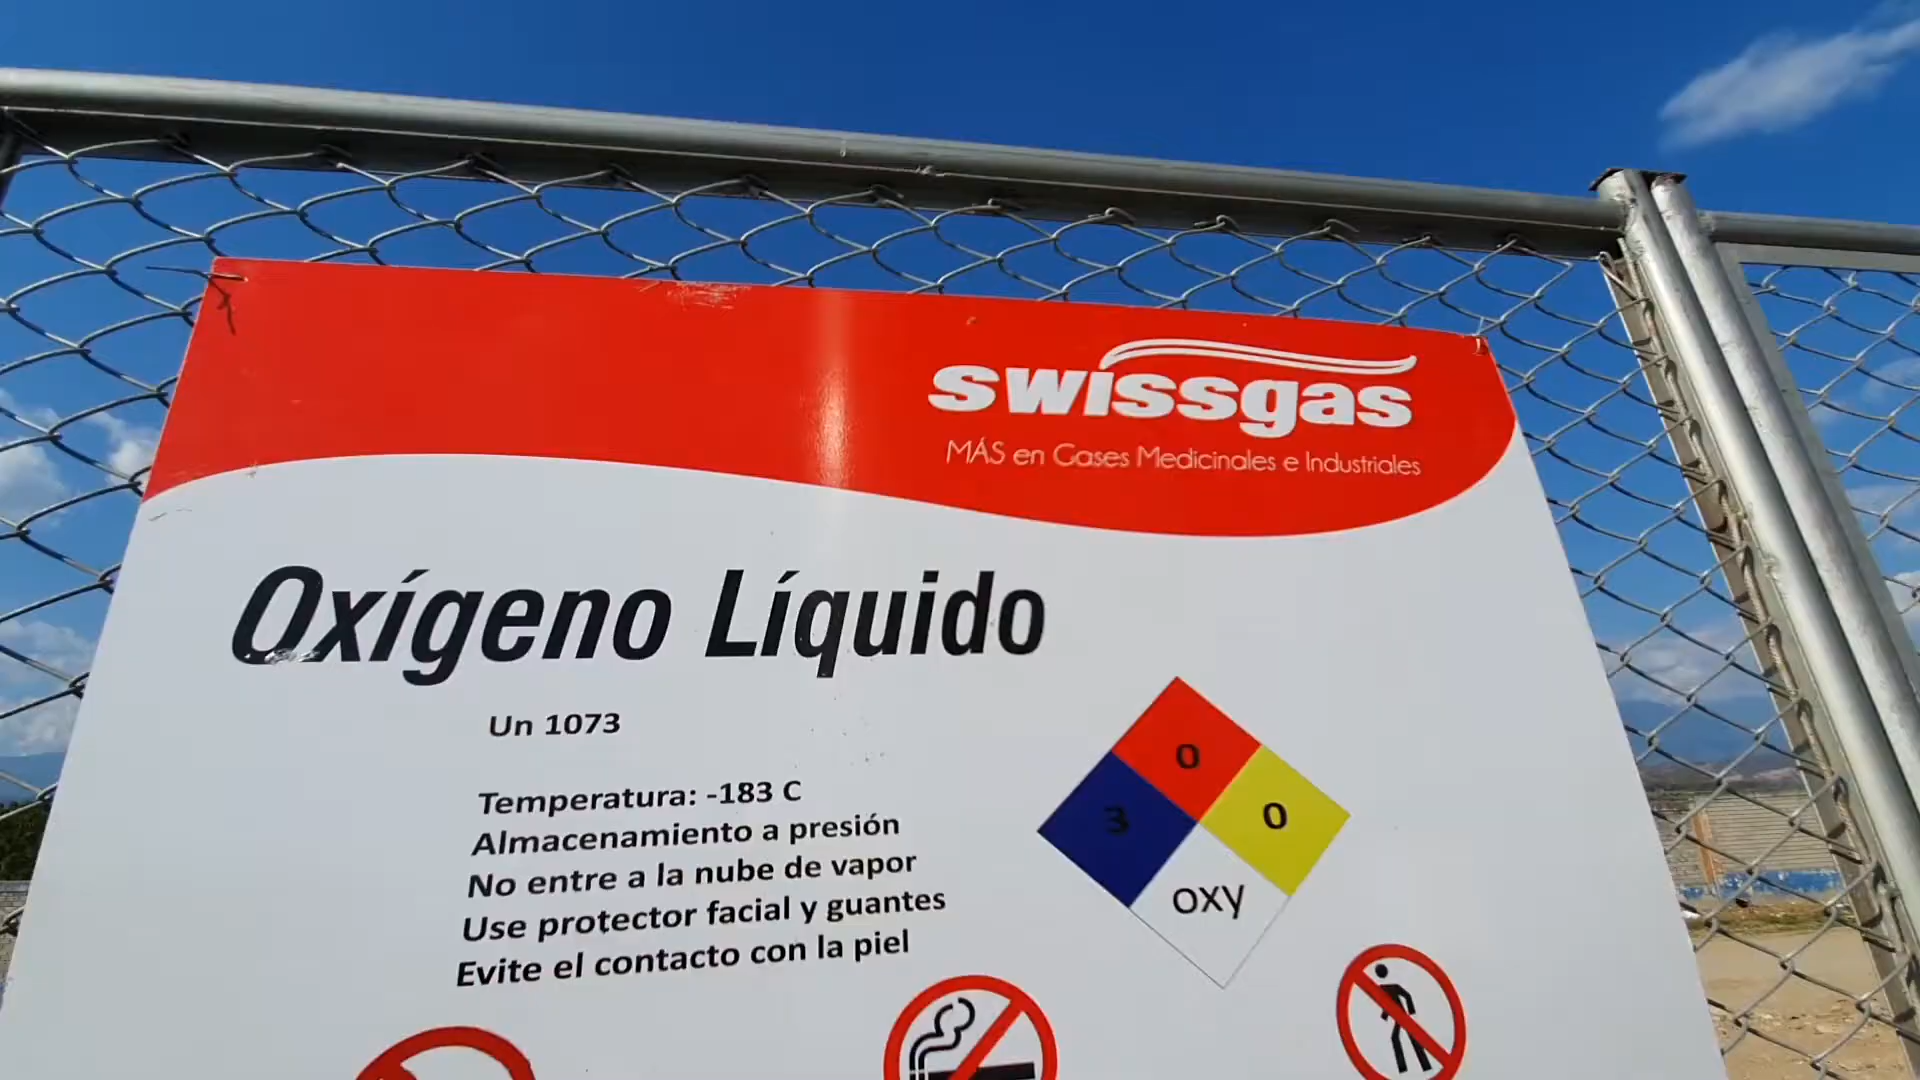 swissgas
MÁS en Gases Medicinales e Industriales
Oxígeno Líquido
Un 1073
Temperatura: -183 C
Almacenamiento a presión
No entre a la nube de vapor
Use protector facial y guantes
Evite el contacto con la piel
0
3
0
oxy